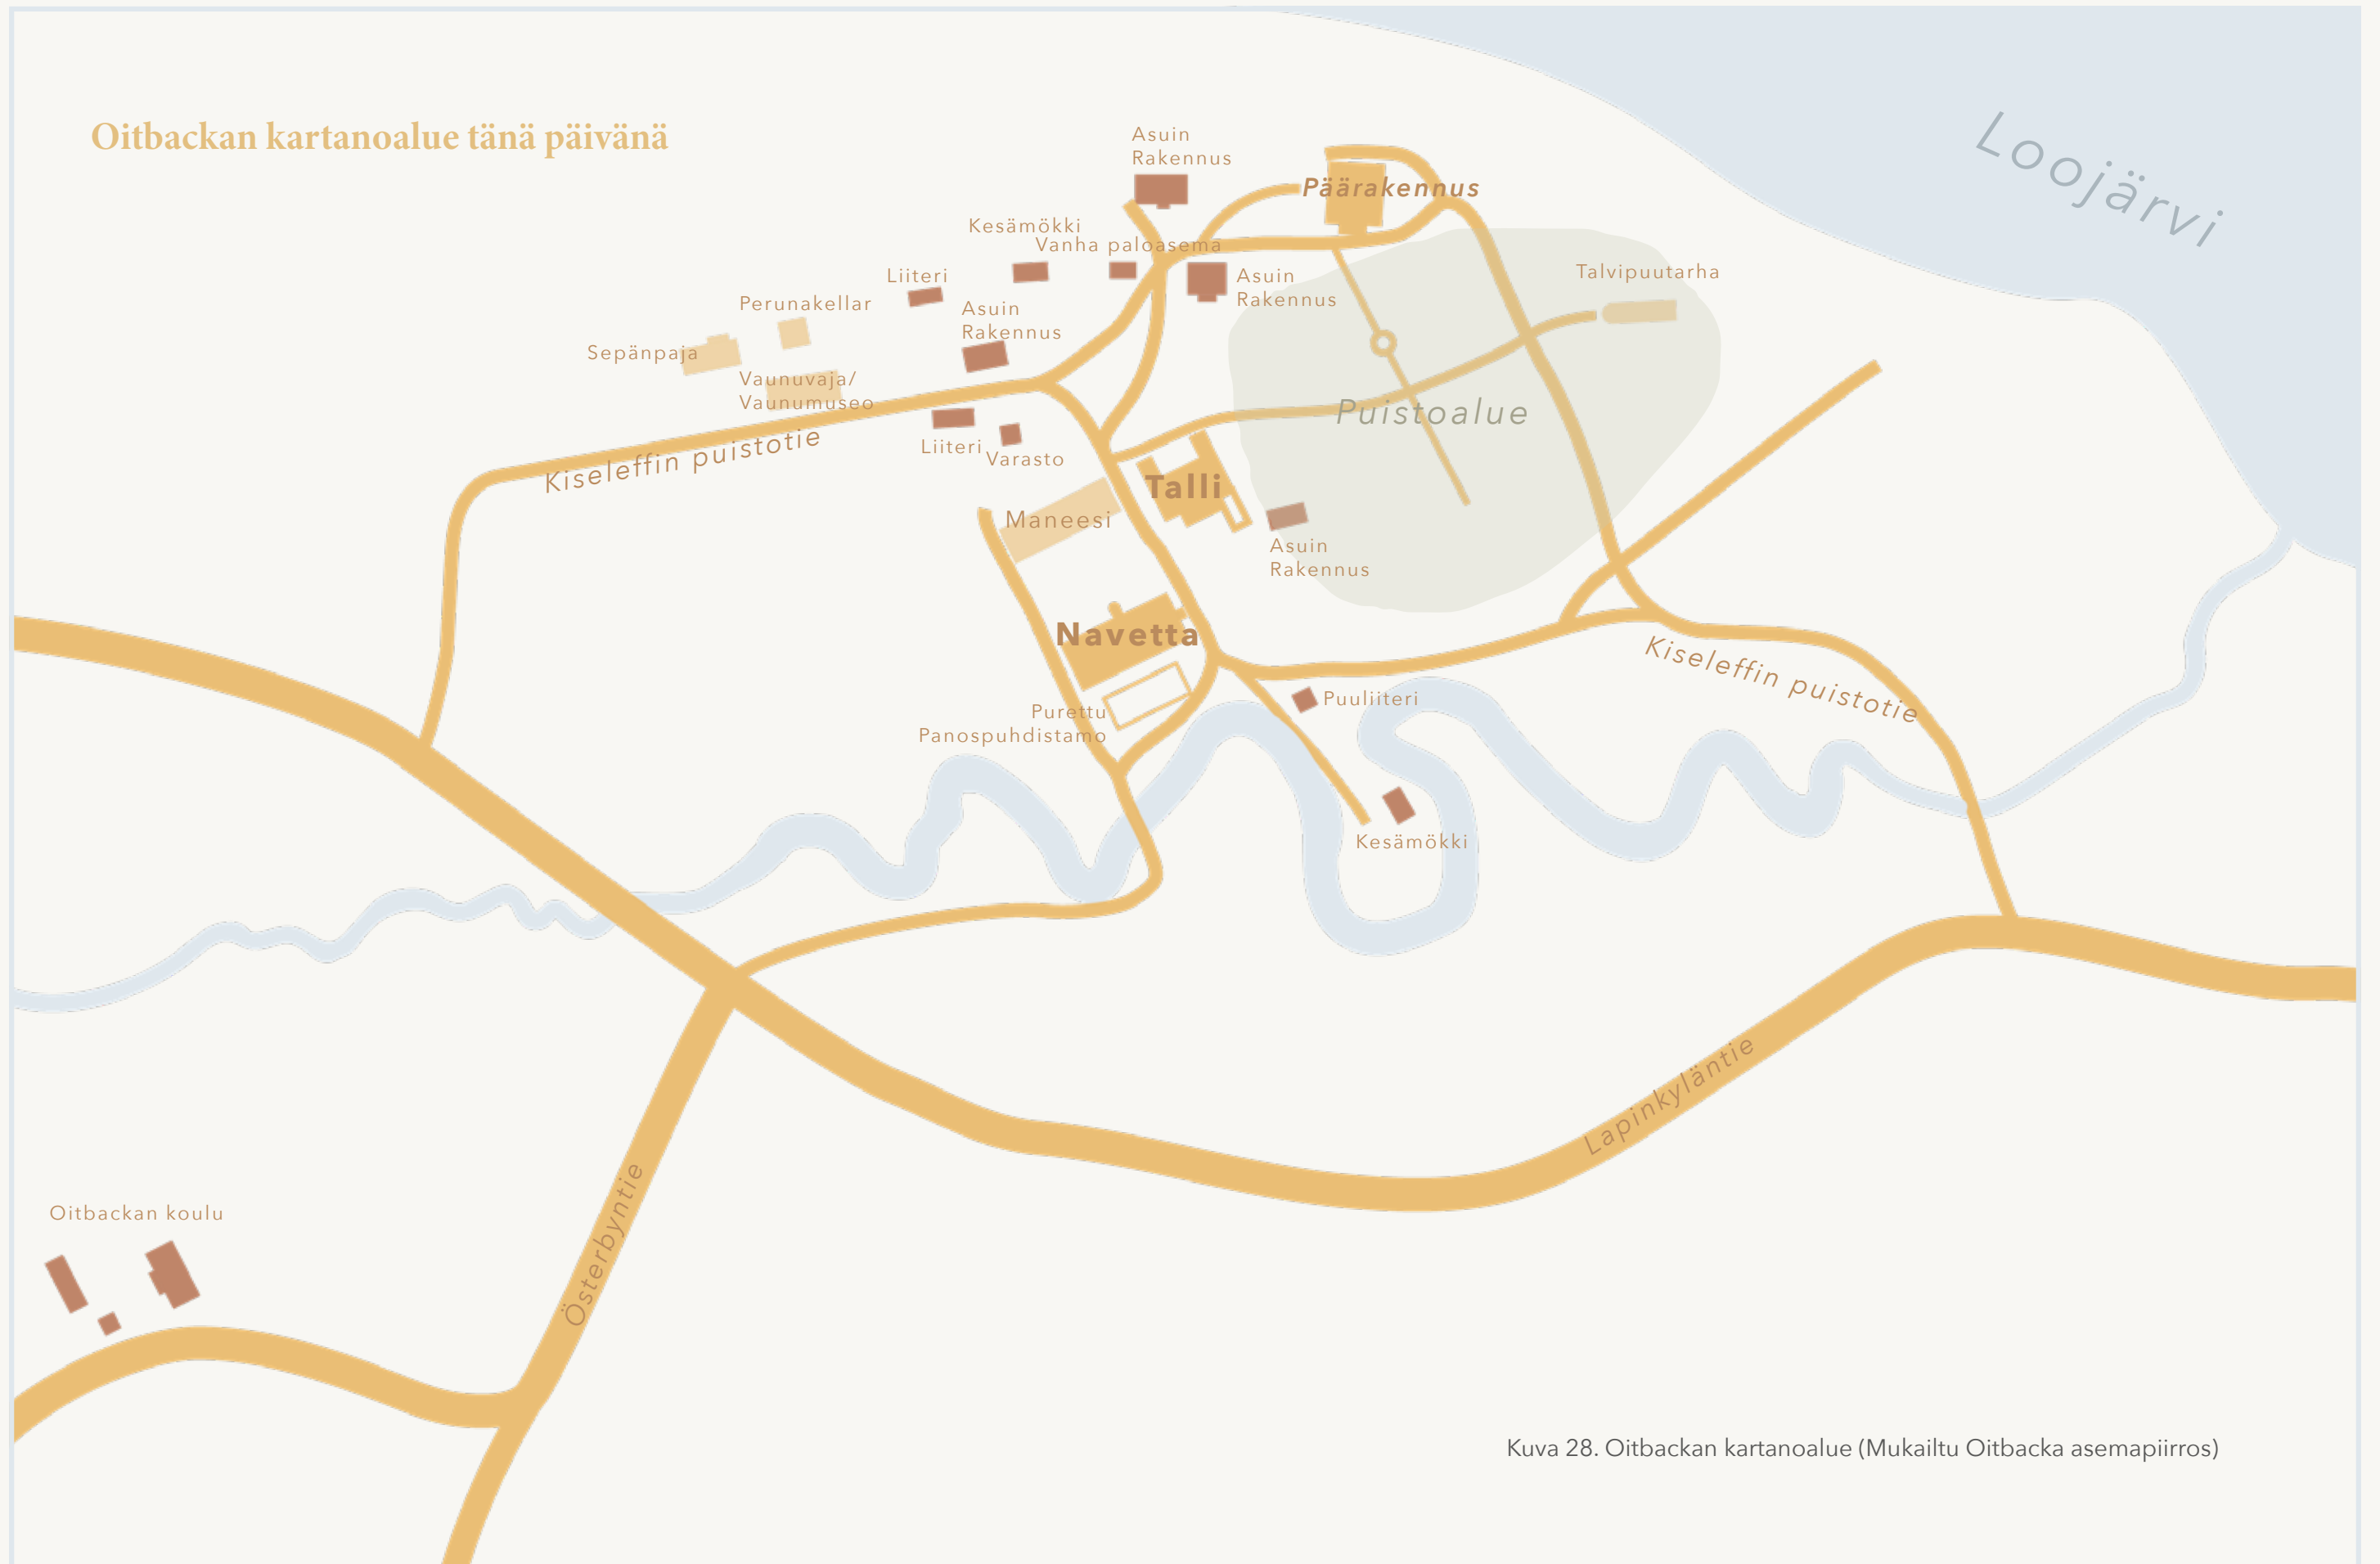 Oitbackan kartanoalue tänä päivänä
Loojärvi
Asuin
Rakennus
Päärakennus
Kesämökki
Vanha paloasema
Liiteri
Asuin
Rakennus
Talvipuutarha
Perunakellar
Asuin
Rakennus
Sepänpaja
Vaunuvaja/
Vaunumuseo
Puistoalue
Kiseleffin puistotie
Liiteri
Varasto
Talli
Maneesi
Asuin
Rakennus
Navetta
Kiseleffin puistotie
Puuliiteri
Purettu
Panospuhdistamo
Kesämökki
Lapinkyläntie
Österbyntie
Oitbackan koulu
Kuva 28. Oitbackan kartanoalue (Mukailtu Oitbacka asemapiirros)